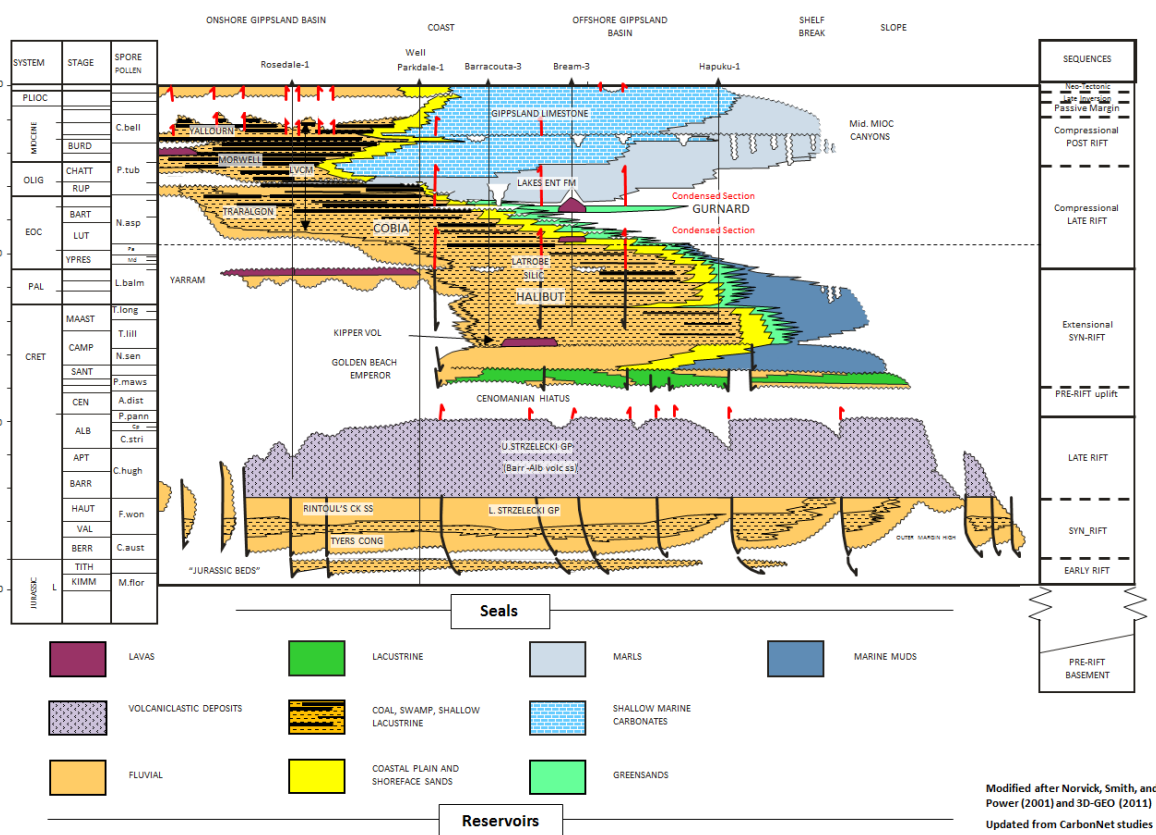 ONSHORE GIPPSLAND BASIN
COAST
OFFSHORE GIPPSLAND
BASIN
SHELF
BREAK
SLOPE
SYSTEM
STAGE
SPORE
POLLEN
Rosedale-1
Well
Parkdale-1
Barracouta-3
Bream-3
Hapuku-1
SEQUENCES
PLIOC
MIOCENE
OLIG
EOC
PAL
CRET
JURASSIC
L
BURD
CHATT
RUP
BART
LUT
YPRES
MAAST
CAMP
SANT
CEN
ALB
APT
BARR
HAUT
VAL
BERR
TITH
KIMM
C.bell
P.tub
N.asp
Pa
Md
L.balm
T.long
T.lill
N.sen
P.maws
A.dist
P.pann
Cp
C.stri
C.hugh
F.won
C.aust
M.flor
YALLOURN
MORWELL
LVCM
TRARALGON
COBIA
YARRAM
GIPPSLAND LIMESTONE
LAKES ENT FM
Mid. MIOC
CANYONS
Condensed Section
GURNARD
Condensed Section
LATROBE
SILIC
HALIBUT
KIPPER VOL
GOLDEN BEACH
EMPEROR
CENOMANIAN HIATUS
U.STRZELECKI GP
(Barr-Alb volc ss)
RINTOUL'S CK SS
L. STRZELECKI GP
TYERS CONG
OUTER MARGIN HIGH
"JURASSIC BEDS"
Neo-Tectonic
Late Inversion
Passive Margin
Compressional
POST RIFT
Compressional
LATE RIFT
Extensional
SYN-RIFT
PRE-RIFT uplift
LATE RIFT
SYN_RIFT
EARLY RIFT
PRE-RIFT
BASEMENT
Seals
LAVAS
LACUSTRINE
MARLS
MARINE MUDS
VOLCANICLASTIC DEPOSITS
COAL, SWAMP, SHALLOW
LACUSTRINE
SHALLOW MARINE
CARBONATES
FLUVIAL
COASTAL PLAIN AND
SHOREFACE SANDS
GREENSANDS
Reservoirs
Modified after Norvick, Smith, and
Power (2001) and 3D-GEO (2011)
Updated from CarbonNet studies